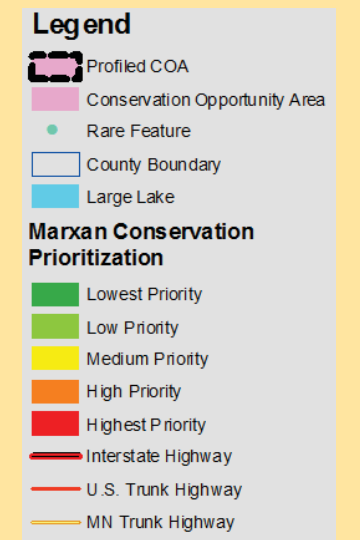 Legend
Profiled COA
Conservation Opportunity Area
Rare Feature
County Boundary
Large Lake
Marxan Conservation
Prioritization
Lowest Priority
Low Priority
Medium Priority
High Priority
Highest Priority
Interstate Highway
U.S. Trunk Highway
MN Trunk Highway